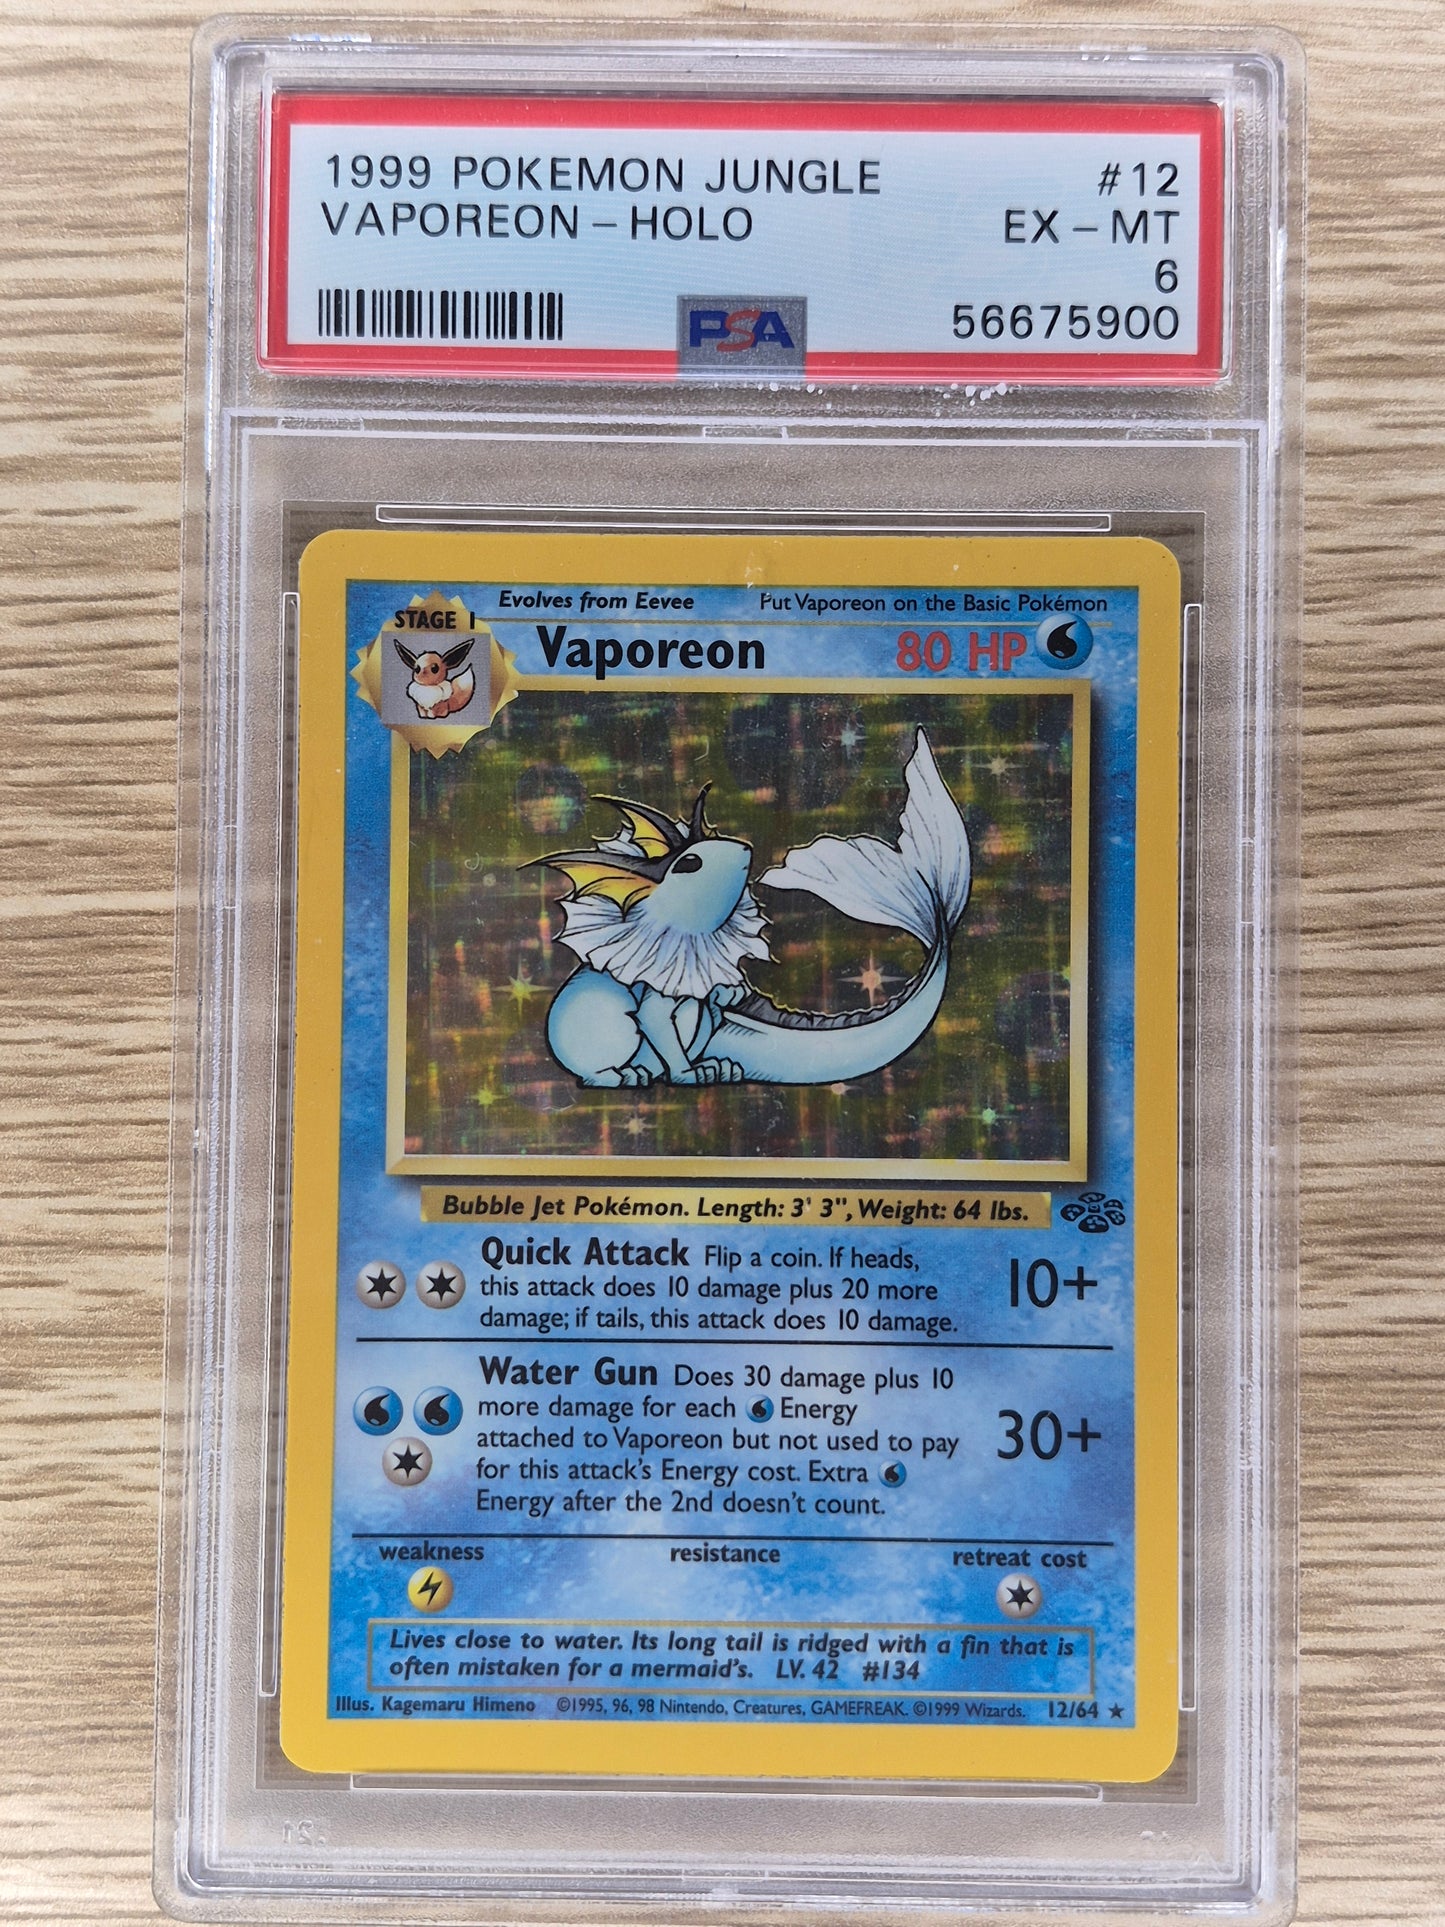 1999 POKEMON JUNGLE #12
VAPOREON - HOLO EX - MT
6
PSA 56675900
Evolves from Eevee Put Vaporeon on the Basic Pokémon
STAGE 1
Vaporeon 80 HP
Bubble Jet Pokémon. Length: 3' 3", Weight: 64 lbs.
Quick Attack Flip a coin. If heads,
this attack does 10 damage plus 20 more 10+
damage; if tails, this attack does 10 damage.
Water Gun Does 30 damage plus 10
more damage for each Energy
attached to Vaporeon but not used to pay 30+
for this attack's Energy cost. Extra
Energy after the 2nd doesn't count.
weakness resistance retreat cost
Lives close to water. Its long tail is ridged with a fin that is
often mistaken for a mermaid's. LV. 42 #134
Illus. Kagemaru Himeno ©1995, 96, 98 Nintendo, Creatures, GAMEFREAK. ©1999 Wizards. 12/64 ★